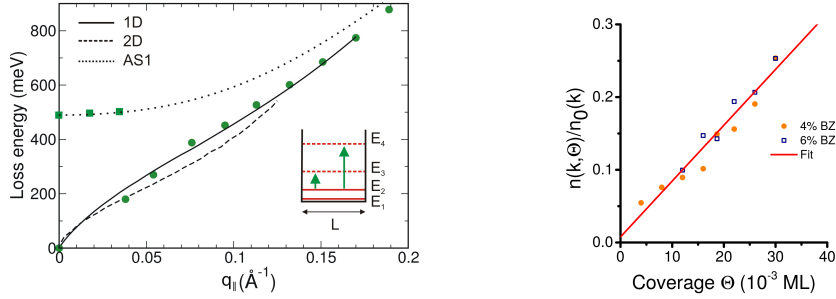 800
600
400
200
0
Loss energy (meV)
1D
2D
AS1
E₄
E₃
E₂
E₁
L
0 0.05 0.1 0.15 0.2
q∥(Å⁻¹)
0.3
0.2
0.1
0.0
n(k,Θ)/n₀(k)
4% BZ
6% BZ
Fit
0 10 20 30 40
Coverage Θ (10⁻³ ML)